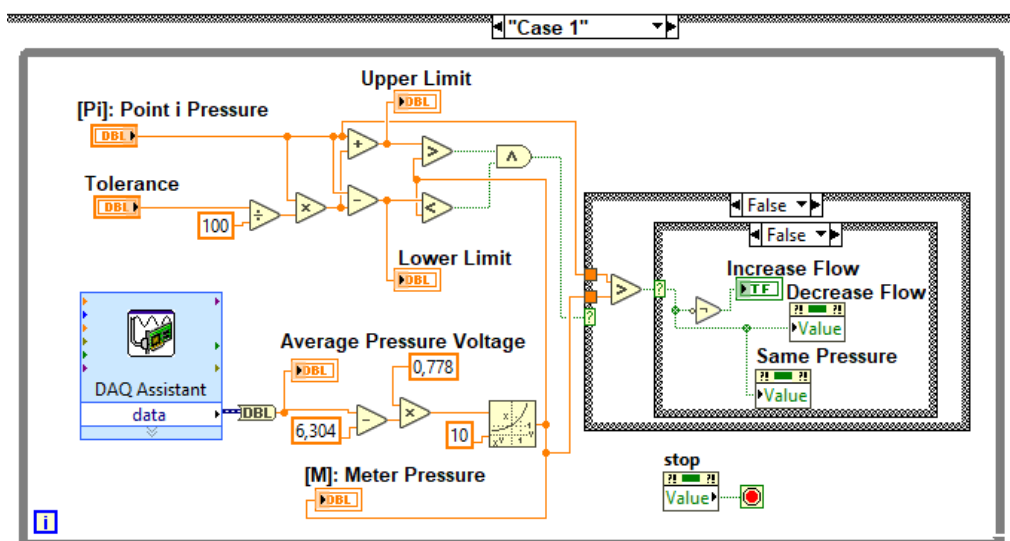 "Case 1"
Upper Limit
DBL
[Pi]: Point i Pressure
DBL
Tolerance
DBL
100
Lower Limit
DBL
False
False
Increase Flow
TF
Decrease Flow
Value
Same Pressure
Value
DAQ Assistant
data
DBL
Average Pressure Voltage
DBL
0,778
6,304
10
[M]: Meter Pressure
DBL
stop
Value
i